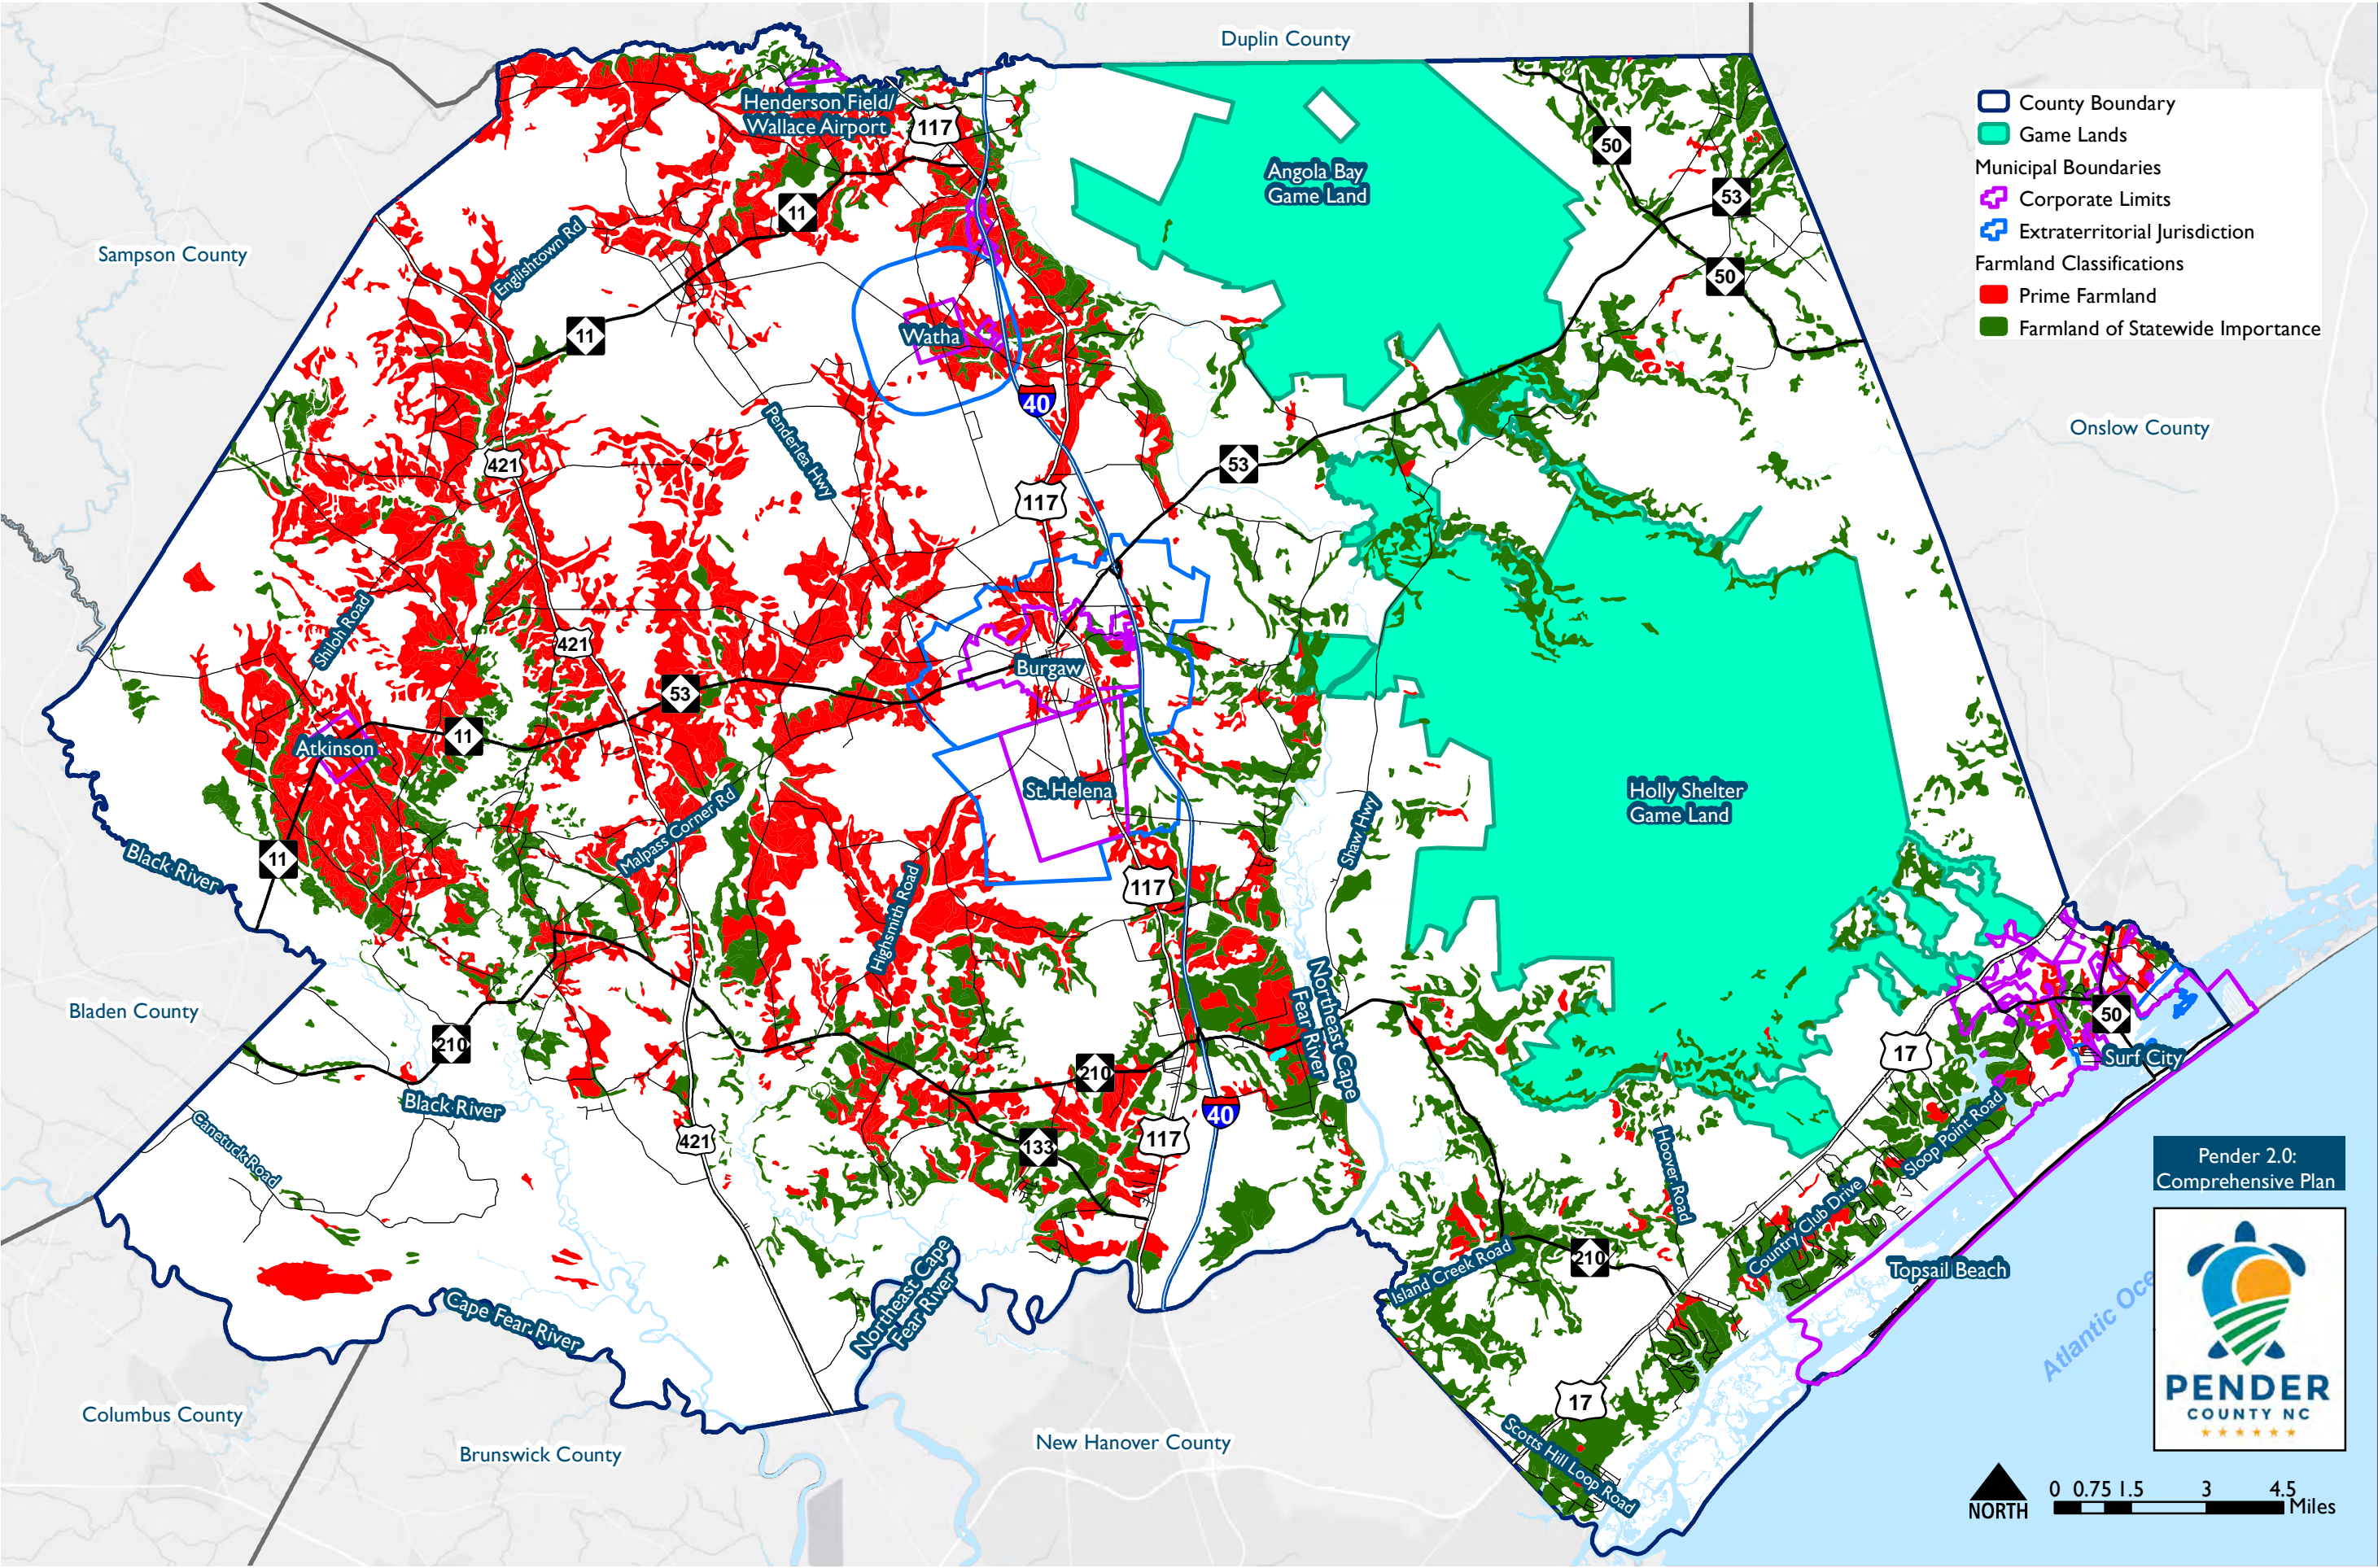 Duplin County
County Boundary
Game Lands
Municipal Boundaries
Corporate Limits
Extraterritorial Jurisdiction
Farmland Classifications
Prime Farmland
Farmland of Statewide Importance
Henderson Field/
Wallace Airport
117
50
53
Angola Bay
Game Land
11
Englishtown Rd
Sampson County
50
11
Watha
40
Penderlea Hwy
Onslow County
421
53
117
Shiloh Road
421
Burgaw
53
11
Atkinson
St. Helena
Holly Shelter
Game Land
Malpass Corner Rd
Shaw Hwy
11
Black River
117
Highsmith Road
Northeast Cape
Fear River
Bladen County
50
210
17
Surf City
210
Black River
40
Canetuck Road
421
133
117
Hoover Road
Sloop Point Road
Pender 2.0:
Comprehensive Plan
Country Club Drive
Island Creek Road
210
Topsail Beach
Northeast Cape
Fear River
Cape Fear River
Atlantic Oce
17
PENDER
COUNTY NC
Columbus County
Brunswick County
New Hanover County
Scotts Hill Loop Road
NORTH
0 0.75 1.5 3 4.5
Miles